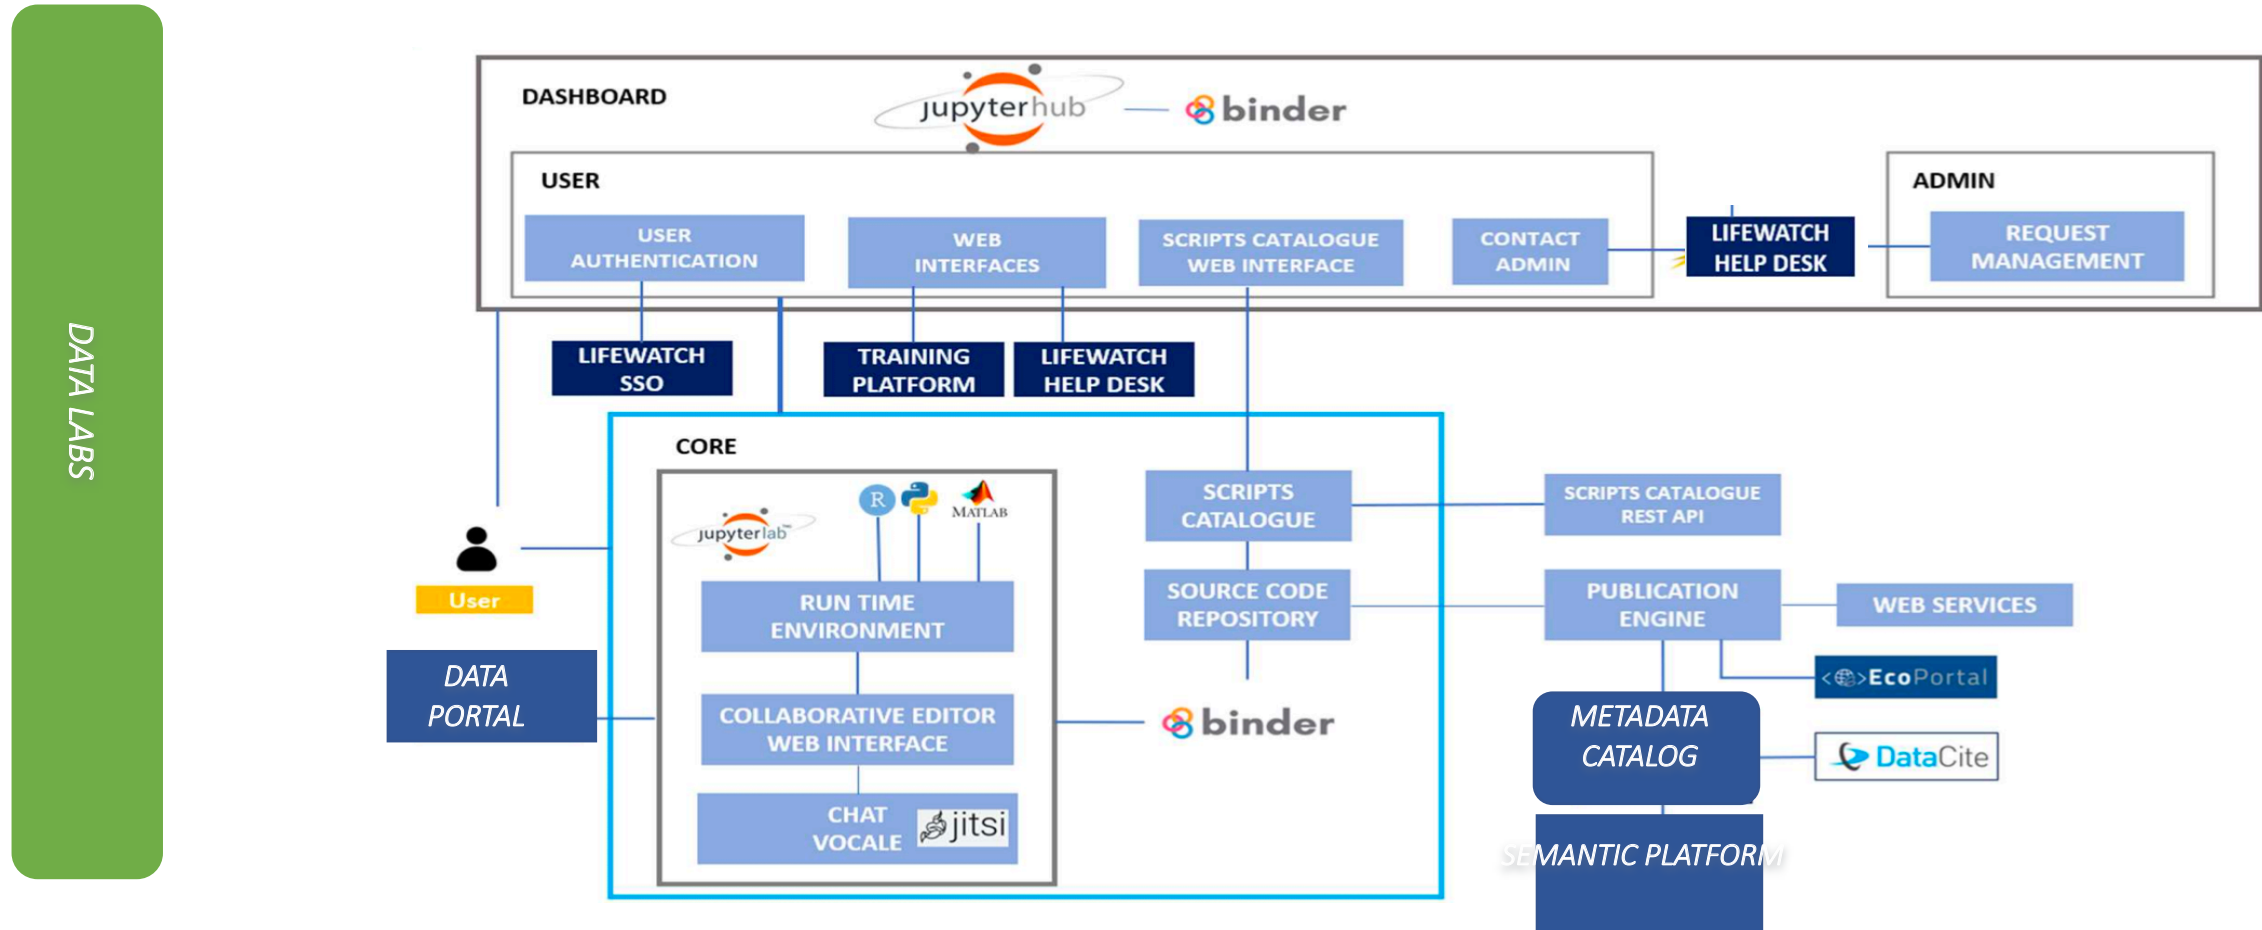 DATA LABS
DASHBOARD
jupyterhub
binder
USER
ADMIN
USER
AUTHENTICATION
WEB
INTERFACES
SCRIPTS CATALOGUE
WEB INTERFACE
CONTACT
ADMIN
LIFEWATCH
HELP DESK
REQUEST
MANAGEMENT
LIFEWATCH
SSO
TRAINING
PLATFORM
LIFEWATCH
HELP DESK
CORE
R
MATLAB
jupyterlab
SCRIPTS
CATALOGUE
SCRIPTS CATALOGUE
REST API
User
RUN TIME
ENVIRONMENT
SOURCE CODE
REPOSITORY
PUBLICATION
ENGINE
WEB SERVICES
DATA
PORTAL
COLLABORATIVE EDITOR
WEB INTERFACE
binder
<>EcoPortal
METADATA
CATALOG
DataCite
CHAT
VOCALE
jitsi
SEMANTIC PLATFORM